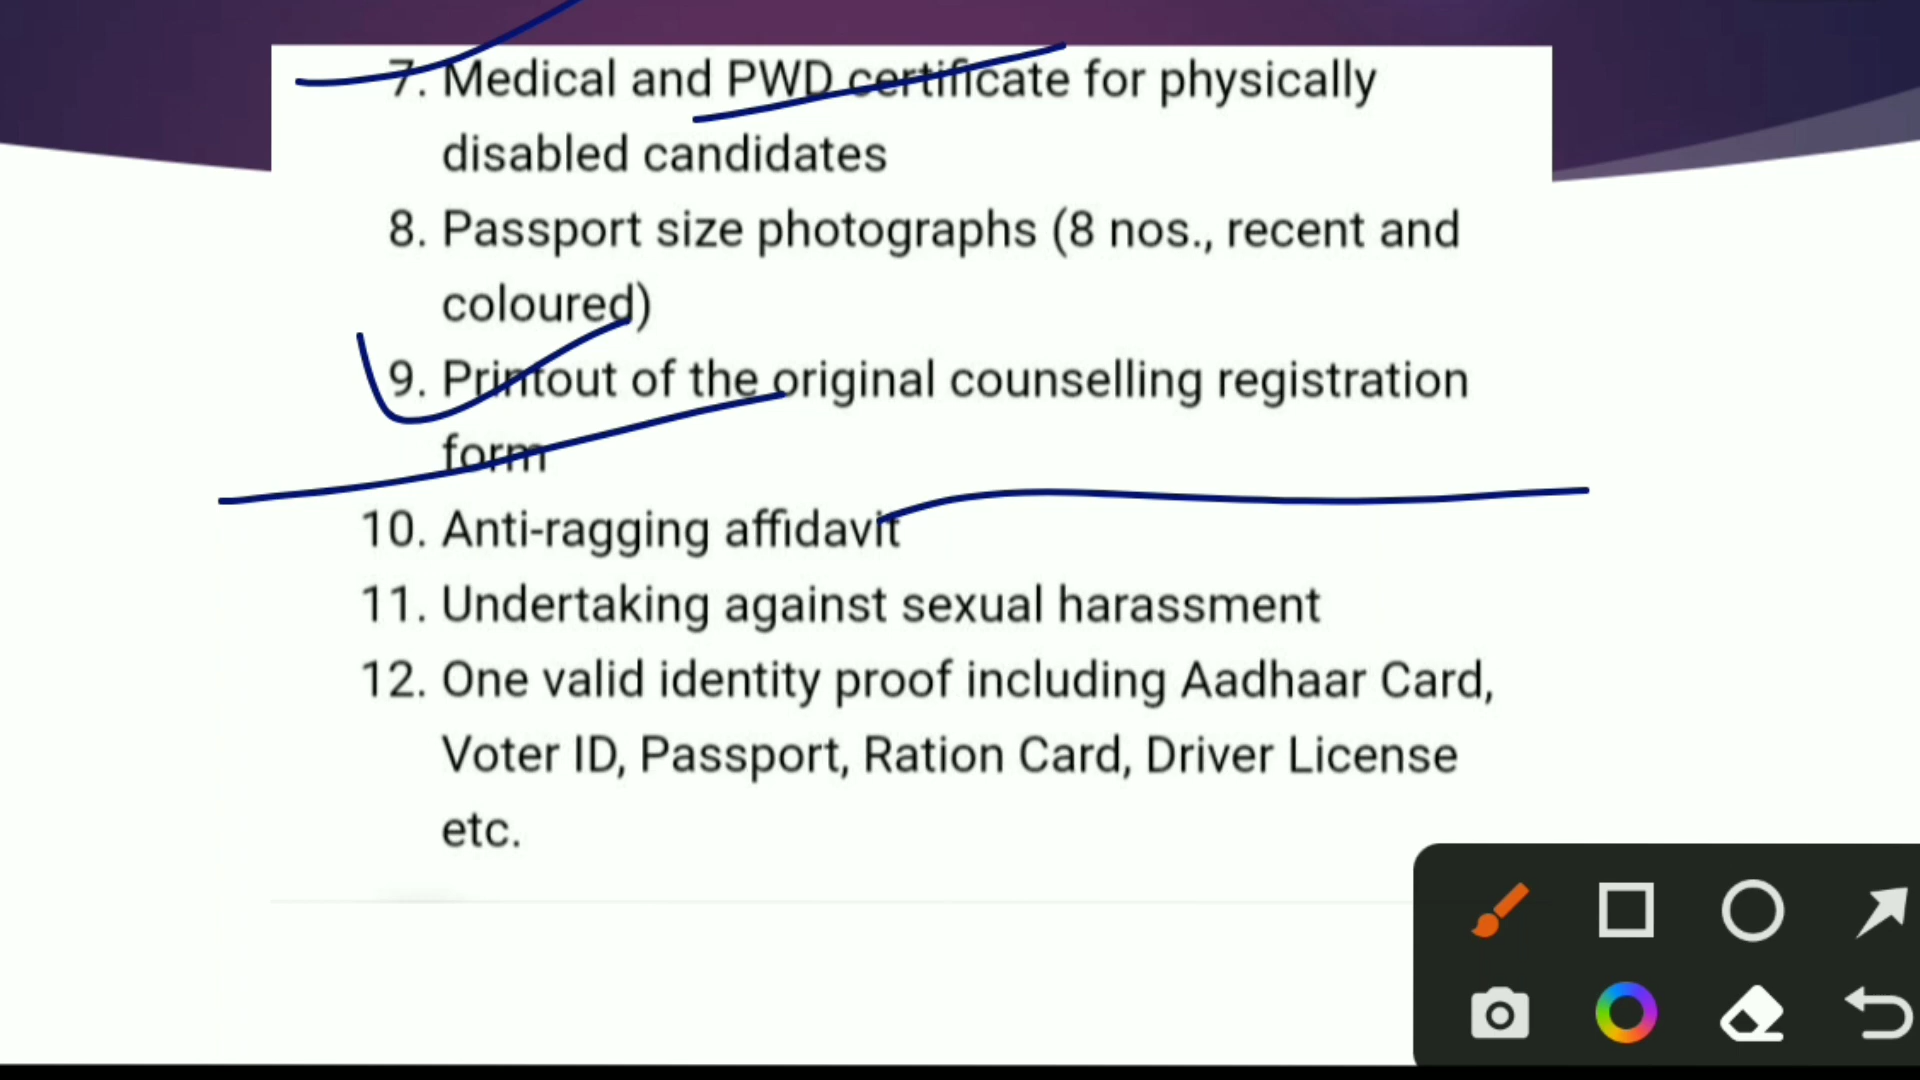 7. Medical and PWD certificate for physically
disabled candidates
8. Passport size photographs (8 nos., recent and
coloured)
9. Printout of the original counselling registration
form
10. Anti-ragging affidavit
11. Undertaking against sexual harassment
12. One valid identity proof including Aadhaar Card,
Voter ID, Passport, Ration Card, Driver License
etc.